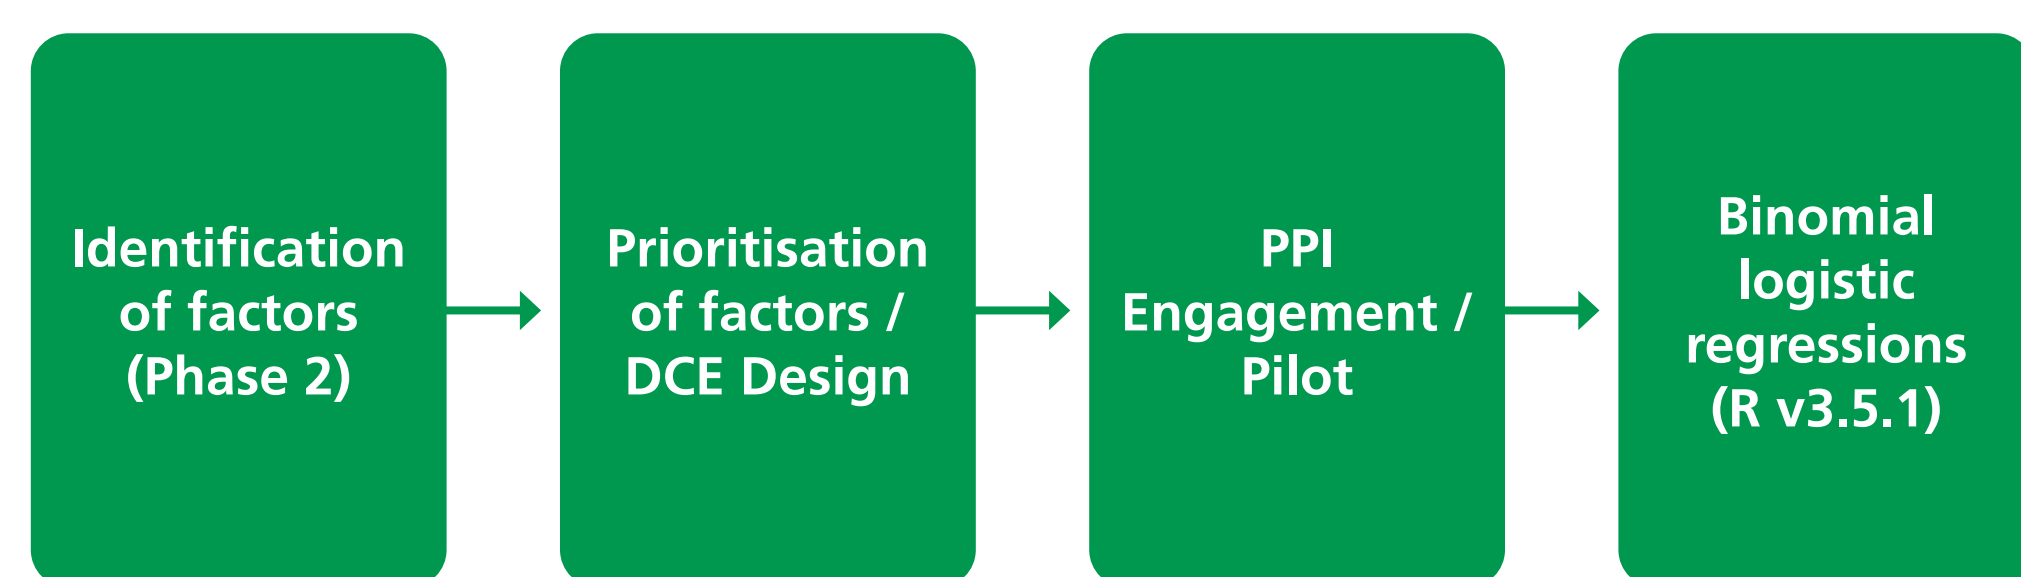 Identification
of factors
(Phase 2)
Prioritisation
of factors /
DCE Design
PPI
Engagement /
Pilot
Binomial
logistic
regressions
(R v3.5.1)